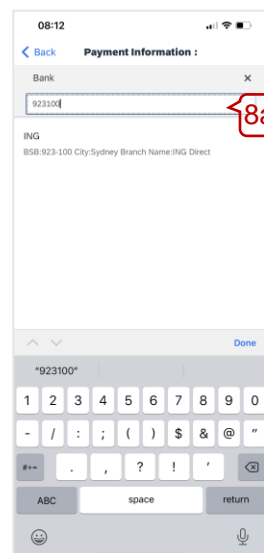 08:12
Back Payment Information :
Bank ×
923100
8a
ING
BSB:923-100 City:Sydney Branch Name:ING Direct
Done
"923100"
1 2 3 4 5 6 7 8 9 0
- / : ; ( ) $ & @ "
#+= . , ? ! '
ABC space return